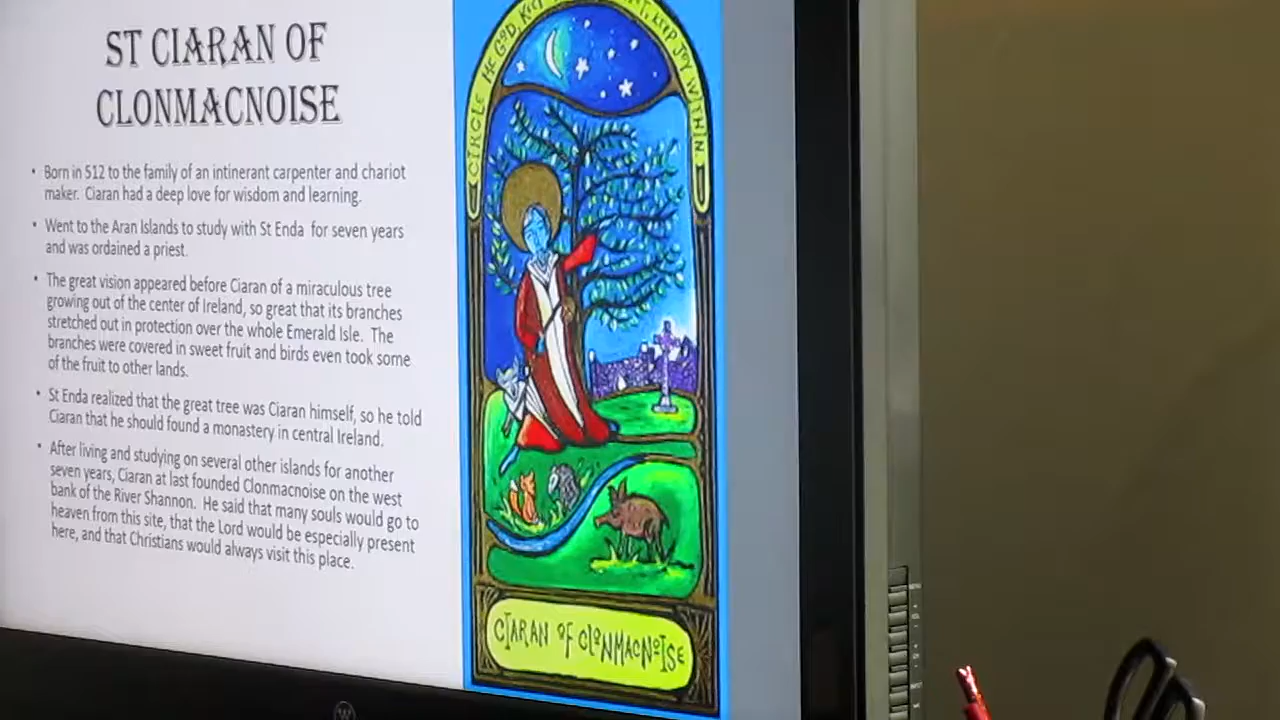 ST CIARAN OF
CLONMACNOISE
• Born in 512 to the family of an intinerant carpenter and chariot
maker. Ciaran had a deep love for wisdom and learning.
• Went to the Aran Islands to study with St Enda for seven years
and was ordained a priest.
• The great vision appeared before Ciaran of a miraculous tree
growing out of the center of Ireland, so great that its branches
stretched out in protection over the whole Emerald Isle. The
branches were covered in sweet fruit and birds even took some
of the fruit to other lands.
• St Enda realized that the great tree was Ciaran himself, so he told
Ciaran that he should found a monastery in central Ireland.
• After living and studying on several other islands for another
seven years, Ciaran at last founded Clonmacnoise on the west
bank of the River Shannon. He said that many souls would go to
heaven from this site, that the Lord would be especially present
here, and that Christians would always visit this place.
CIRCLE ME GOD, KEEP KEEP JOY WITHIN
CIARAN OF CLONMACNOISE